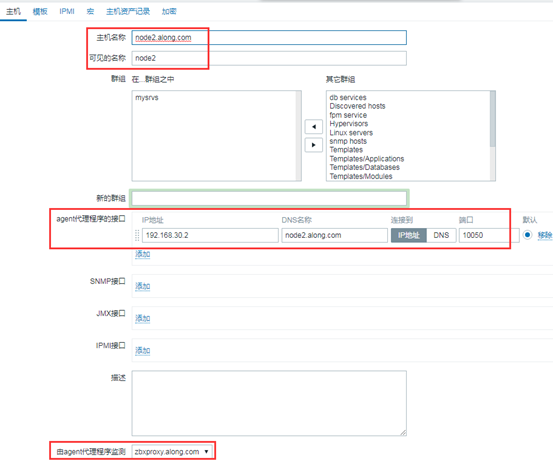 主机 模板 IPMI 宏 主机资产记录 加密
主机名称 node2.along.com
可见的名称 node2
群组 在...群组之中 其它群组
mysrvs
db services
Discovered hosts
fpm service
Hypervisors
Linux servers
snmp hosts
Templates
Templates/Applications
Templates/Databases
Templates/Modules
新的群组
agent代理程序的接口 IP地址 DNS名称 连接到 端口 默认
192.168.30.2 node2.along.com IP地址 DNS 10050 移除
添加
SNMP接口 添加
JMX接口 添加
IPMI接口 添加
描述
由agent代理程序监测 zbxproxy.along.com